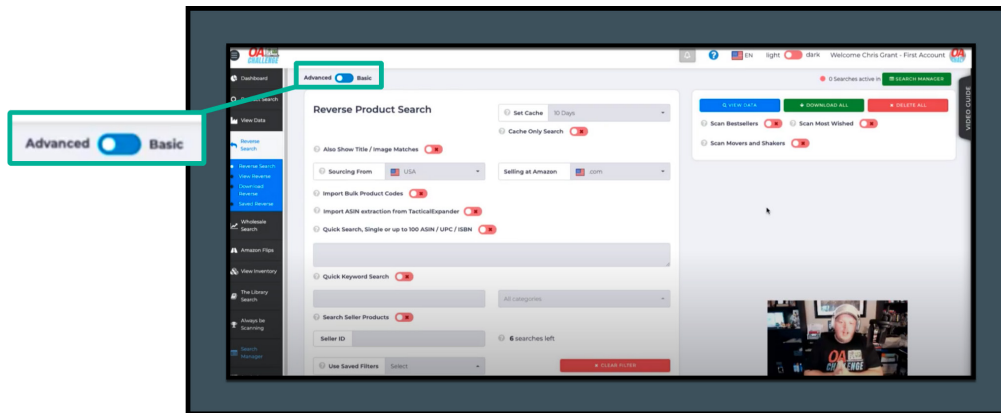 OA
CHALLENGE
EN light dark Welcome Chris Grant - First Account
OA
Dashboard
Advanced Basic
0 Searches active in SEARCH MANAGER
Search
View Data
Reverse Search
Reverse Search
View Reverse
Download Reverse
Saved Reverse
Wholesale Search
Amazon Flips
View Inventory
The Library Search
Always be Scanning
Search Manager
Advanced Basic
Reverse Product Search
Set Cache 10 Days
Cache Only Search
Also Show Title / Image Matches
Sourcing From USA
Selling at Amazon com
Import Bulk Product Codes
Import ASIN extraction from TacticalExpander
Quick Search, Single or up to 100 ASIN / UPC / ISBN
Quick Keyword Search
All categories
Search Seller Products
Seller ID
6 searches left
Use Saved Filters Select
CLEAR FILTER
VIEW DATA
DOWNLOAD ALL
DELETE ALL
Scan Bestsellers
Scan Most Wished
Scan Movers and Shakers
VIDEO GUIDE
OA
CHALLENGE